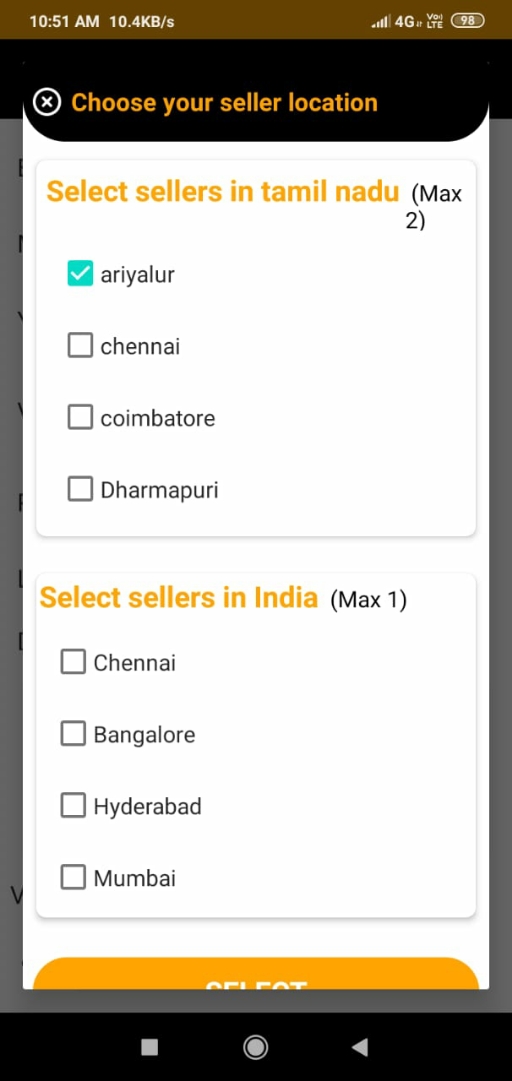 10:51 AM 10.4KB/s 4G Vo) LTE 98
Choose your seller location
Select sellers in tamil nadu (Max 2)
ariyalur
chennai
coimbatore
Dharmapuri
Select sellers in India (Max 1)
Chennai
Bangalore
Hyderabad
Mumbai
SELECT